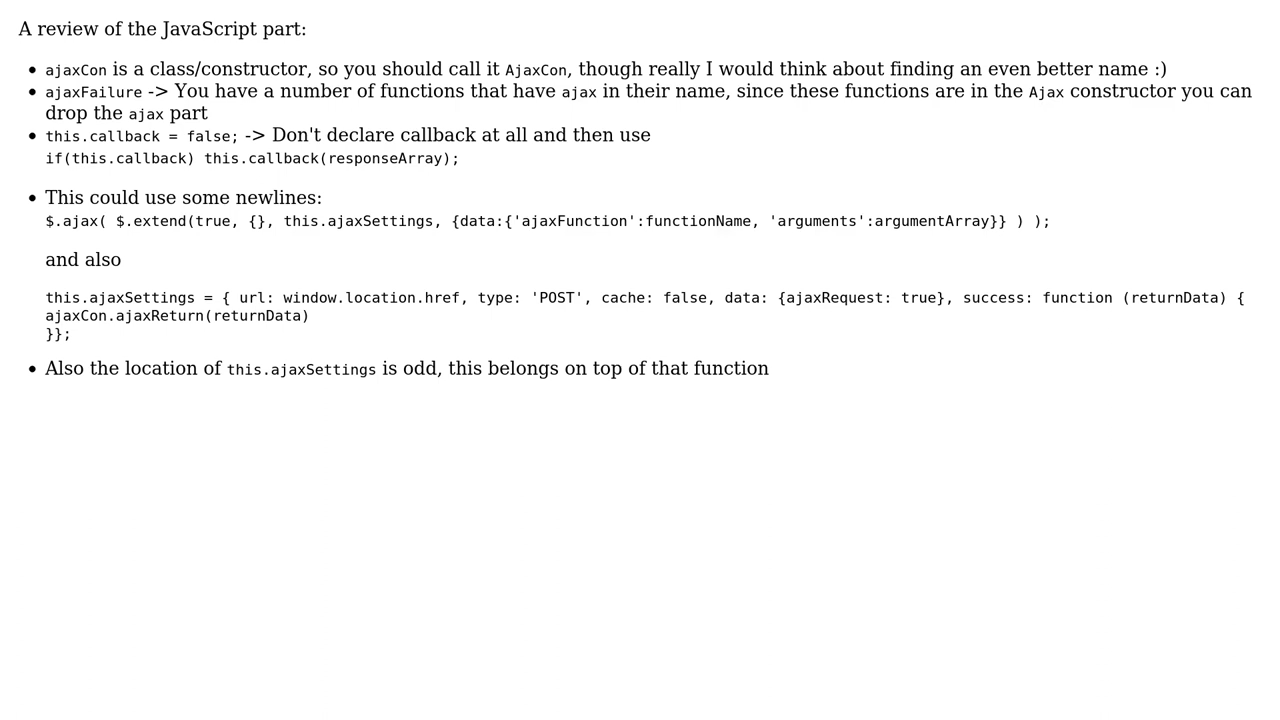 A review of the JavaScript part:
ajaxCon is a class/constructor, so you should call it AjaxCon, though really I would think about finding an even better name :)
ajaxFailure -> You have a number of functions that have ajax in their name, since these functions are in the Ajax constructor you can
drop the ajax part
this.callback = false; -> Don't declare callback at all and then use
if(this.callback) this.callback(responseArray);
This could use some newlines:
$.ajax( $.extend(true, {}, this.ajaxSettings, {data:{'ajaxFunction':functionName, 'arguments':argumentArray}} ) );
and also
this.ajaxSettings = { url: window.location.href, type: 'POST', cache: false, data: {ajaxRequest: true}, success: function (returnData) {
ajaxCon.ajaxReturn(returnData)
}};
Also the location of this.ajaxSettings is odd, this belongs on top of that function